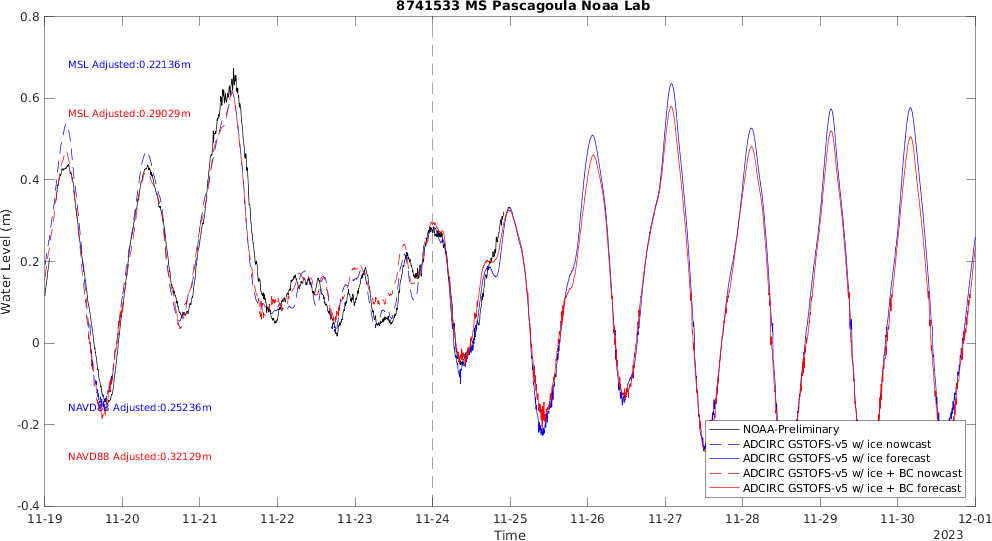 8741533 MS Pascagoula Noaa Lab
0.8
MSL Adjusted:0.22136m
0.6
MSL Adjusted:0.29029m
0.4
Water Level (m)
0.2
0
NAVD88 Adjusted:0.25236m
-0.2
NOAA-Preliminary
ADCIRC GSTOFS-v5 w/ ice nowcast
NAVD88 Adjusted:0.32129m
ADCIRC GSTOFS-v5 w/ ice forecast
ADCIRC GSTOFS-v5 w/ ice + BC nowcast
ADCIRC GSTOFS-v5 w/ ice + BC forecast
-0.4
11-19 11-20 11-21 11-22 11-23 11-24 11-25 11-26 11-27 11-28 11-29 11-30 12-01
Time
2023